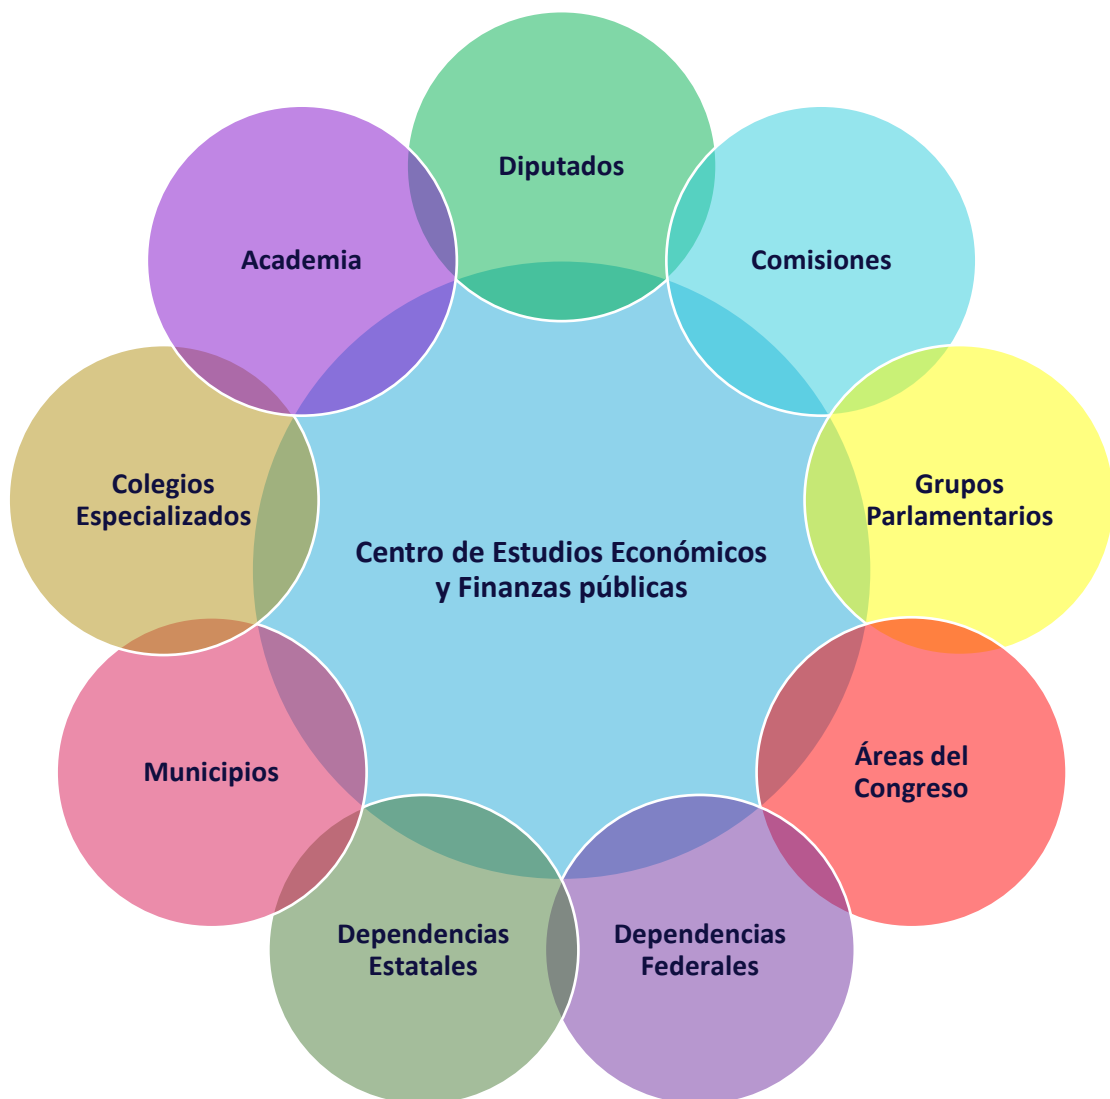 Diputados
Comisiones
Academia
Grupos
Parlamentarios
Colegios
Especializados
Centro de Estudios Económicos
y Finanzas públicas
Áreas del
Congreso
Municipios
Dependencias
Federales
Dependencias
Estatales